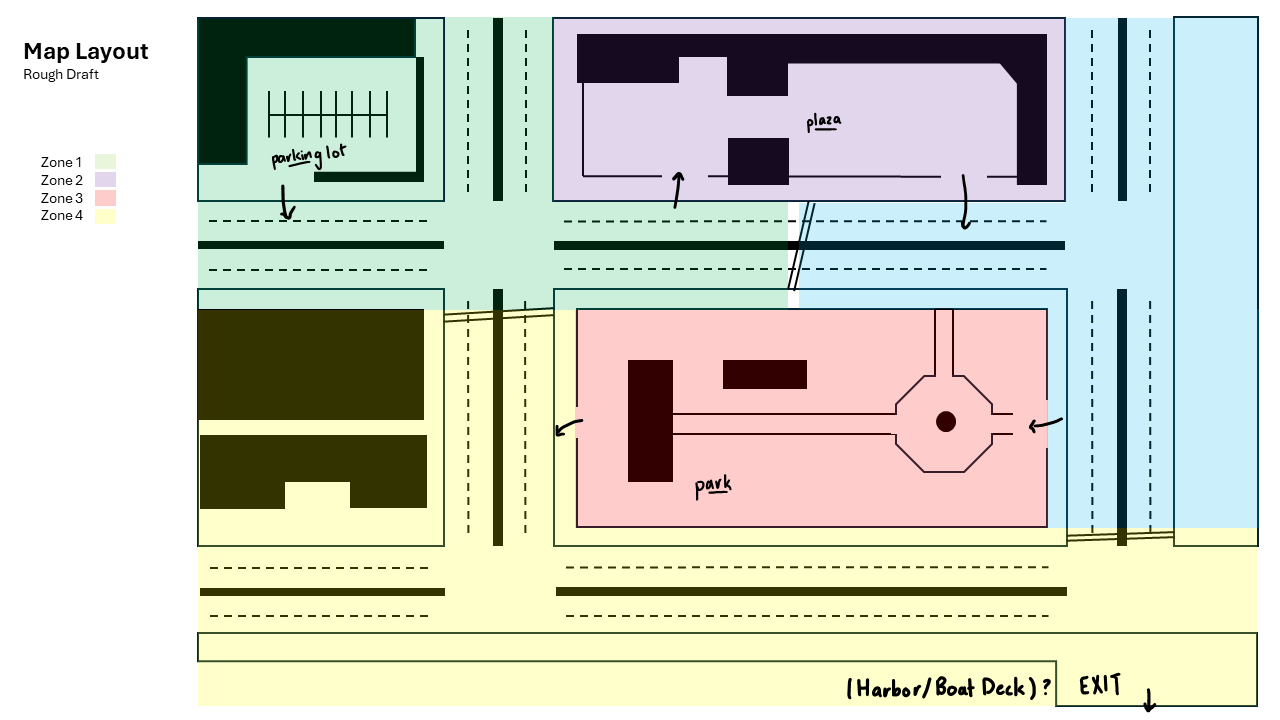 Map Layout
Rough Draft
Zone 1
Zone 2
Zone 3
Zone 4
parking lot
plaza
park
(Harbor/Boat Deck)?
EXIT